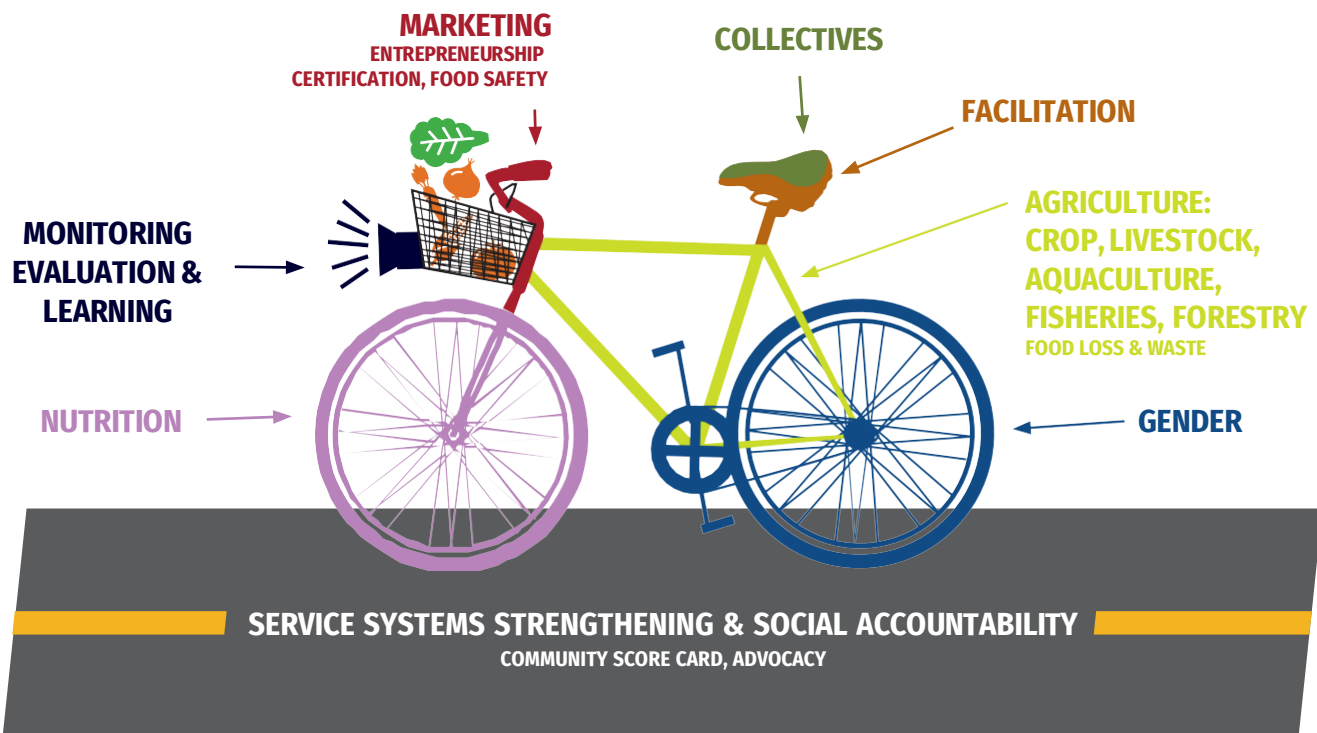 MARKETING
ENTREPRENEURSHIP
CERTIFICATION, FOOD SAFETY
COLLECTIVES
FACILITATION
AGRICULTURE:
CROP, LIVESTOCK,
AQUACULTURE,
FISHERIES, FORESTRY
FOOD LOSS & WASTE
MONITORING
EVALUATION &
LEARNING
NUTRITION
GENDER
SERVICE SYSTEMS STRENGTHENING & SOCIAL ACCOUNTABILITY
COMMUNITY SCORE CARD, ADVOCACY